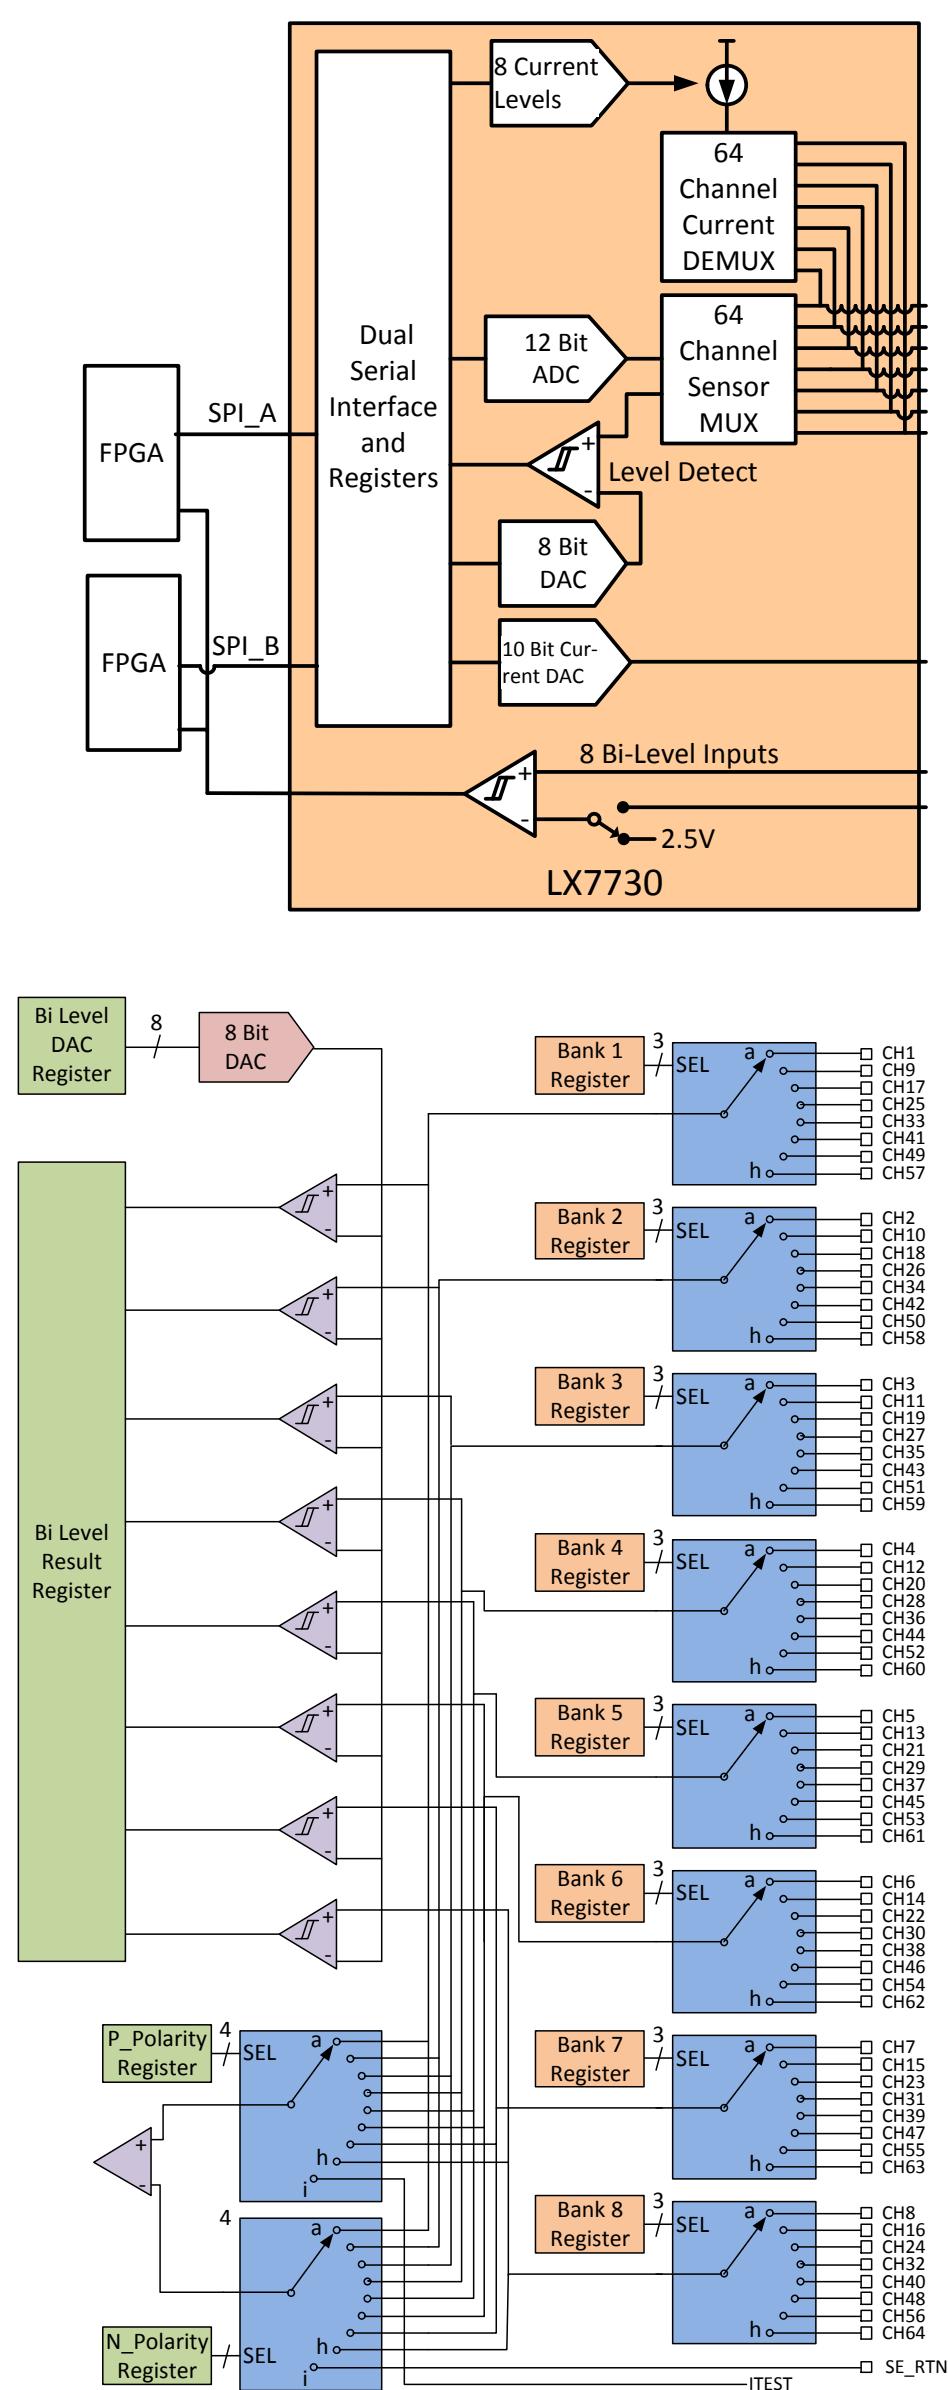 8 Current
Levels
64
Channel
Current
DEMUX
Dual
Serial
Interface
and
Registers
12 Bit
ADC
64
Channel
Sensor
MUX
FPGA
SPI_A
+
-
Level Detect
8 Bit
DAC
FPGA
SPI_B
10 Bit Cur-
rent DAC
8 Bi-Level Inputs
+
-
2.5V
LX7730
Bi Level
DAC
Register
8
8 Bit
DAC
Bank 1
Register
3
SEL
a
h
CH1
CH9
CH17
CH25
CH33
CH41
CH49
CH57
Bank 2
Register
3
SEL
a
h
CH2
CH10
CH18
CH26
CH34
CH42
CH50
CH58
Bank 3
Register
3
SEL
a
h
CH3
CH11
CH19
CH27
CH35
CH43
CH51
CH59
Bank 4
Register
3
SEL
a
h
CH4
CH12
CH20
CH28
CH36
CH44
CH52
CH60
Bank 5
Register
3
SEL
a
h
CH5
CH13
CH21
CH29
CH37
CH45
CH53
CH61
Bank 6
Register
3
SEL
a
h
CH6
CH14
CH22
CH30
CH38
CH46
CH54
CH62
Bank 7
Register
3
SEL
a
h
CH7
CH15
CH23
CH31
CH39
CH47
CH55
CH63
Bank 8
Register
3
SEL
a
h
CH8
CH16
CH24
CH32
CH40
CH48
CH56
CH64
Bi Level
Result
Register
+
-
+
-
+
-
+
-
+
-
+
-
+
-
+
-
P_Polarity
Register
4
SEL
a
h
i
+
-
4
a
h
i
N_Polarity
Register
SEL
SE_RTN
ITEST